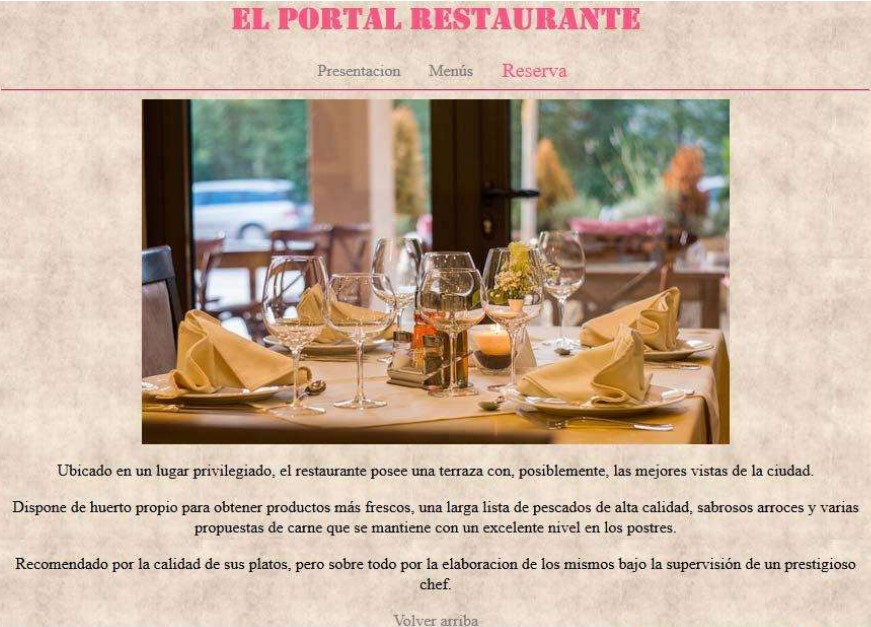 EL PORTAL RESTAURANTE
Presentacion Menús Reserva
Ubicado en un lugar privilegiado, el restaurante posee una terraza con, posiblemente, las mejores vistas de la ciudad.
Dispone de huerto propio para obtener productos más frescos, una larga lista de pescados de alta calidad, sabrosos arroces y varias
propuestas de carne que se mantiene con un excelente nivel en los postres.
Recomendado por la calidad de sus platos, pero sobre todo por la elaboracion de los mismos bajo la supervisión de un prestigioso
chef.
Volver arriba